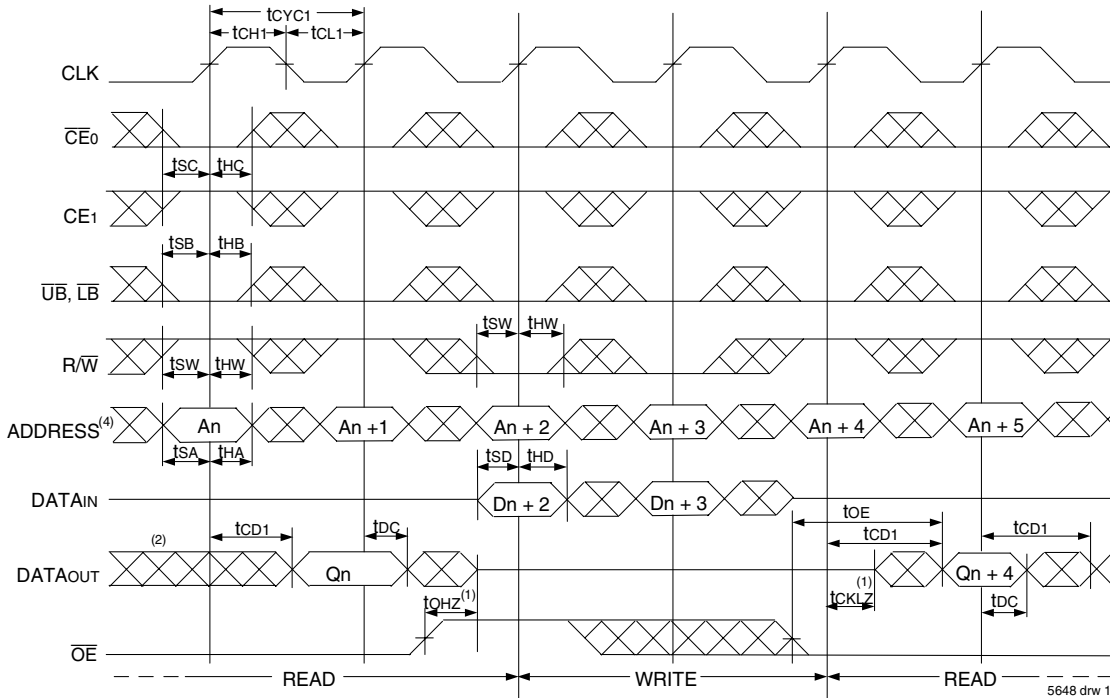 tCYC1
tCH1 tCL1
CLK
CE0
tSC tHC
CE1
tSB tHB
UB, LB
tSW tHW
R/W
tSW tHW
ADDRESS(4) An An +1 An + 2 An + 3 An + 4 An + 5
tSA tHA tSD tHD
DATAIN Dn + 2 Dn + 3
tOE
(2) tCD1 tDC tCD1 tCD1
DATAOUT Qn Qn + 4
tOHZ(1) tCKLZ(1) tDC
OE
READ WRITE READ
5648 drw 1